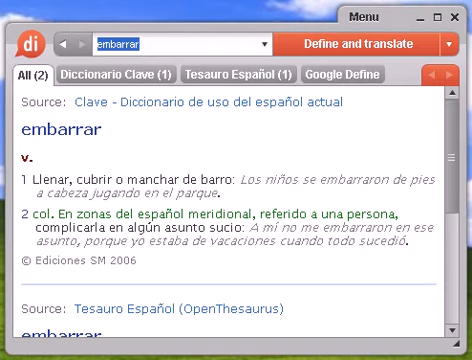 Menu
di
embarrar
Define and translate
All (2)
Diccionario Clave (1)
Tesauro Español (1)
Google Define
Source: Clave - Diccionario de uso del español actual
embarrar
v.
1 Llenar, cubrir o manchar de barro: Los niños se embarraron de pies
a cabeza jugando en el parque.
2 col. En zonas del español meridional, referido a una persona,
complicarla en algún asunto sucio: A mí no me embarraron en ese
asunto, porque yo estaba de vacaciones cuando todo sucedió.
© Ediciones SM 2006
Source: Tesauro Español (OpenThesaurus)
embarrar